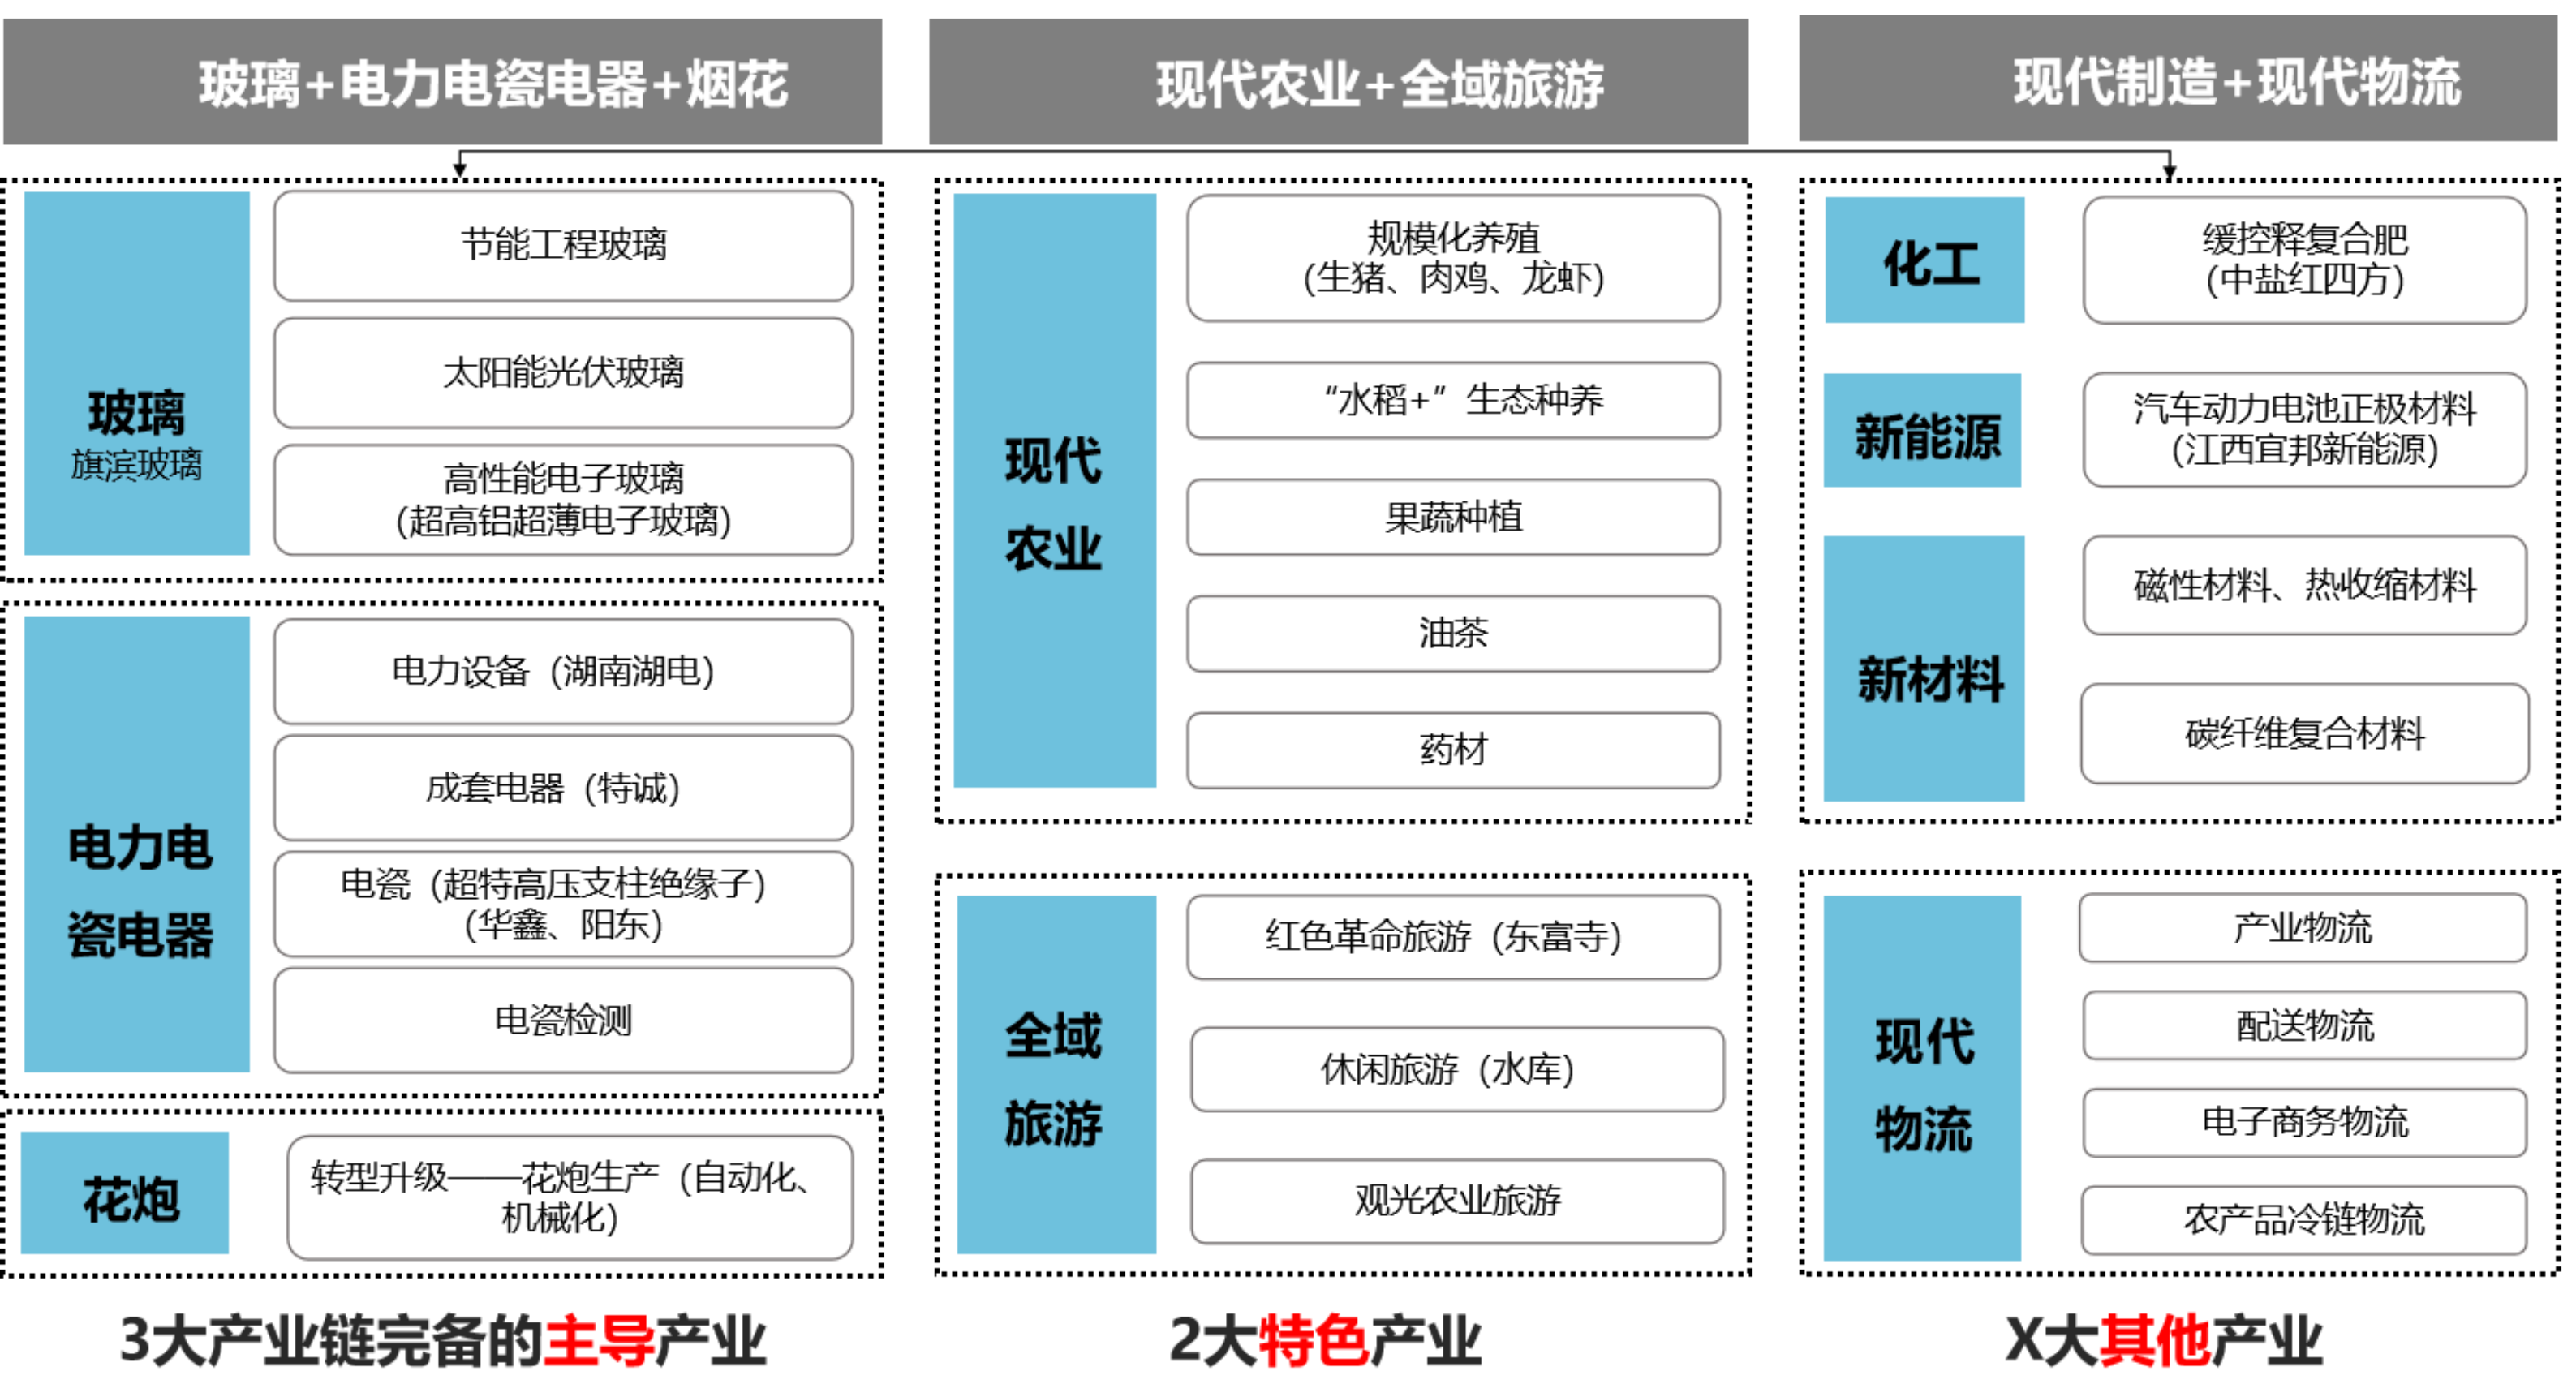 玻璃+电力电瓷电器+烟花
玻璃
旗滨玻璃
节能工程玻璃
太阳能光伏玻璃
高性能电子玻璃
(超高铝超薄电子玻璃)
电力电
瓷电器
电力设备（湖南湖电）
成套电器（特诚）
电瓷（超特高压支柱绝缘子）
(华鑫、阳东)
电瓷检测
花炮
转型升级——花炮生产（自动化、
机械化）
3大产业链完备的主导产业
现代农业+全域旅游
现代
农业
规模化养殖
(生猪、肉鸡、龙虾)
“水稻+”生态种养
果蔬种植
油茶
药材
全域
旅游
红色革命旅游（东富寺）
休闲旅游（水库）
观光农业旅游
2大特色产业
现代制造+现代物流
化工
缓控释复合肥
(中盐红四方)
新能源
汽车动力电池正极材料
(江西宜邦新能源)
新材料
磁性材料、热收缩材料
碳纤维复合材料
现代
物流
产业物流
配送物流
电子商务物流
农产品冷链物流
X大其他产业